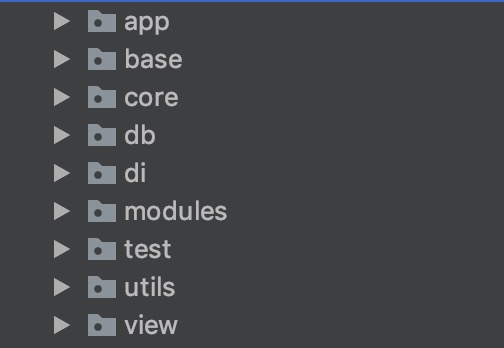 app
base
core
db
di
modules
test
utils
view